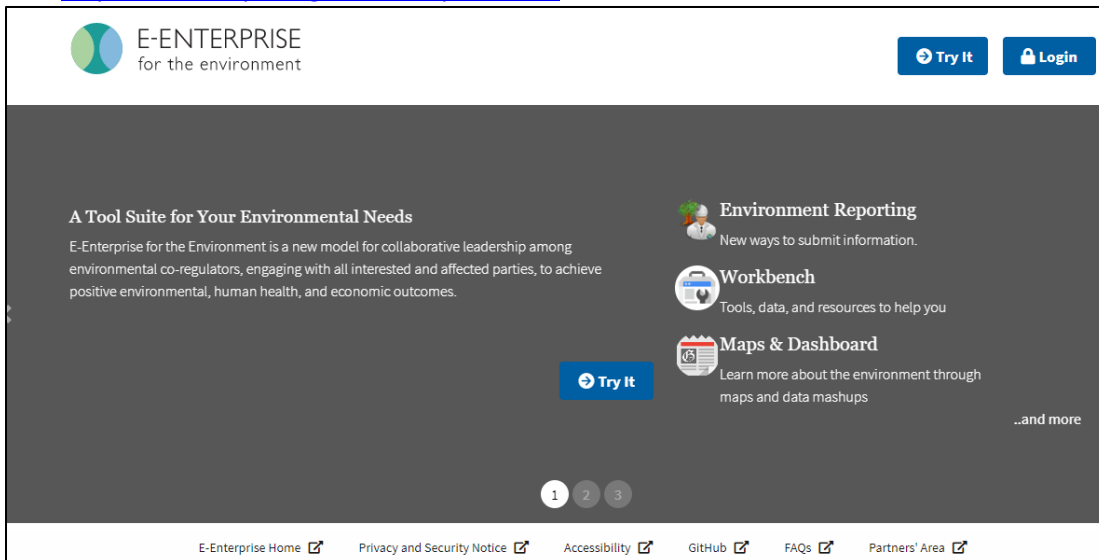 E-ENTERPRISE
for the environment
Try It
Login
A Tool Suite for Your Environmental Needs
E-Enterprise for the Environment is a new model for collaborative leadership among
environmental co-regulators, engaging with all interested and affected parties, to achieve
positive environmental, human health, and economic outcomes.
Try It
Environment Reporting
New ways to submit information.
Workbench
Tools, data, and resources to help you
Maps & Dashboard
Learn more about the environment through
maps and data mashups
..and more
1 2 3
E-Enterprise Home Privacy and Security Notice Accessibility GitHub FAQs Partners' Area